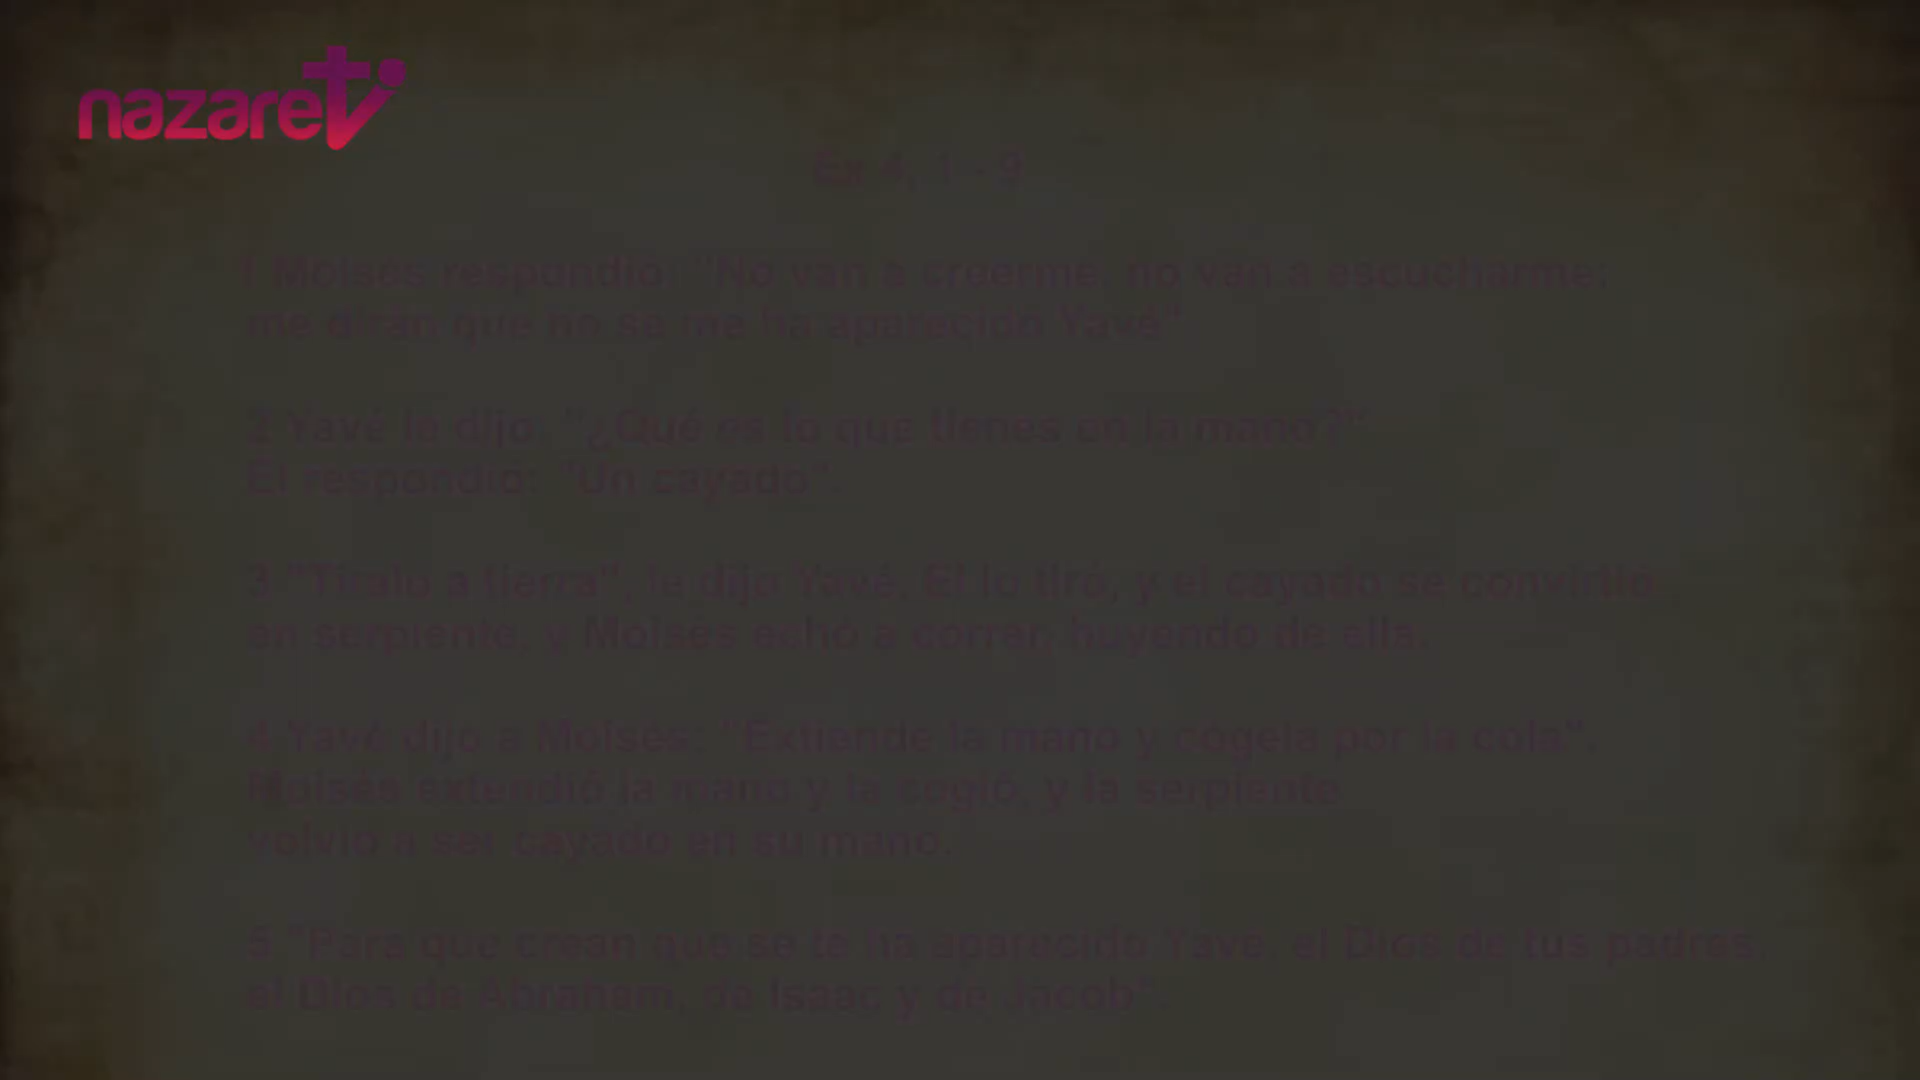 nazaretv
Ex 4, 1 - 9
1 Moisés respondió: "No van a creerme, no van a escucharme;
me dirán que no se me ha aparecido Yavé"
2 Yavé le dijo: "¿Qué es lo que tienes en la mano?"
El respondió: "Un cayado".
3 "Tíralo a tierra", le dijo Yavé. El lo tiró, y el cayado se convirtió
en serpiente, y Moisés echó a correr, huyendo de ella.
4 Yavé dijo a Moisés: "Extiende la mano y cógela por la cola".
Moisés extendió la mano y la cogió, y la serpiente
volvió a ser cayado en su mano.
5 "Para que crean que se te ha aparecido Yavé, el Dios de tus padres,
el Dios de Abraham, de Isaac y de Jacob".